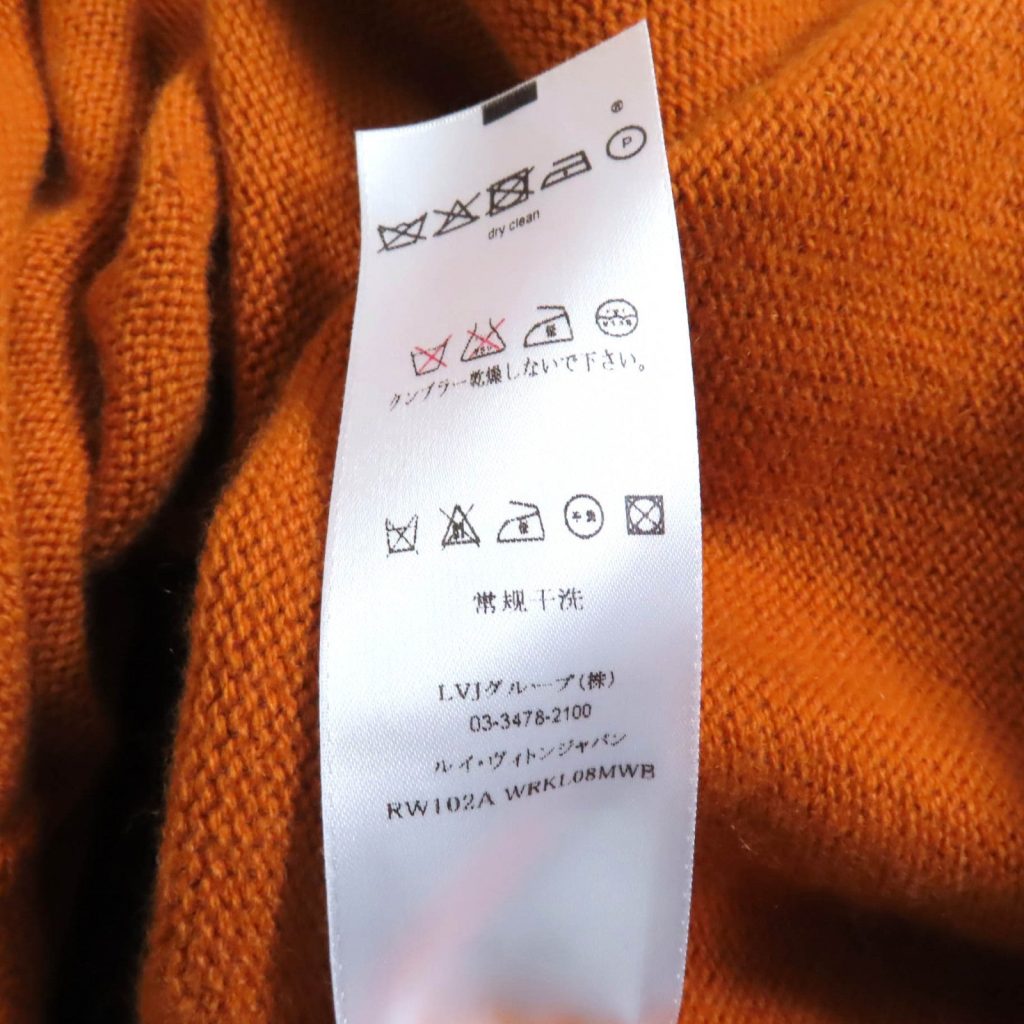 ®
P
dry clean
タンブラー乾燥しないで下さい。
常规干洗
LVJグループ(株)
03-3478-2100
ルイ・ヴィトンジャパン
RW102A WRKL08MWB